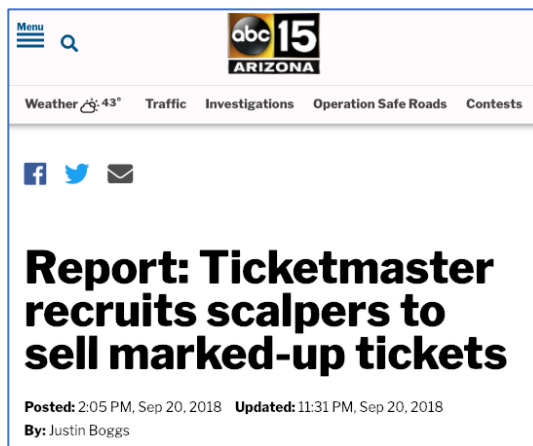 Menu
abc 15
ARIZONA
Weather 43° Traffic Investigations Operation Safe Roads Contests
Report: Ticketmaster
recruits scalpers to
sell marked-up tickets
Posted: 2:05 PM, Sep 20, 2018 Updated: 11:31 PM, Sep 20, 2018
By: Justin Boggs